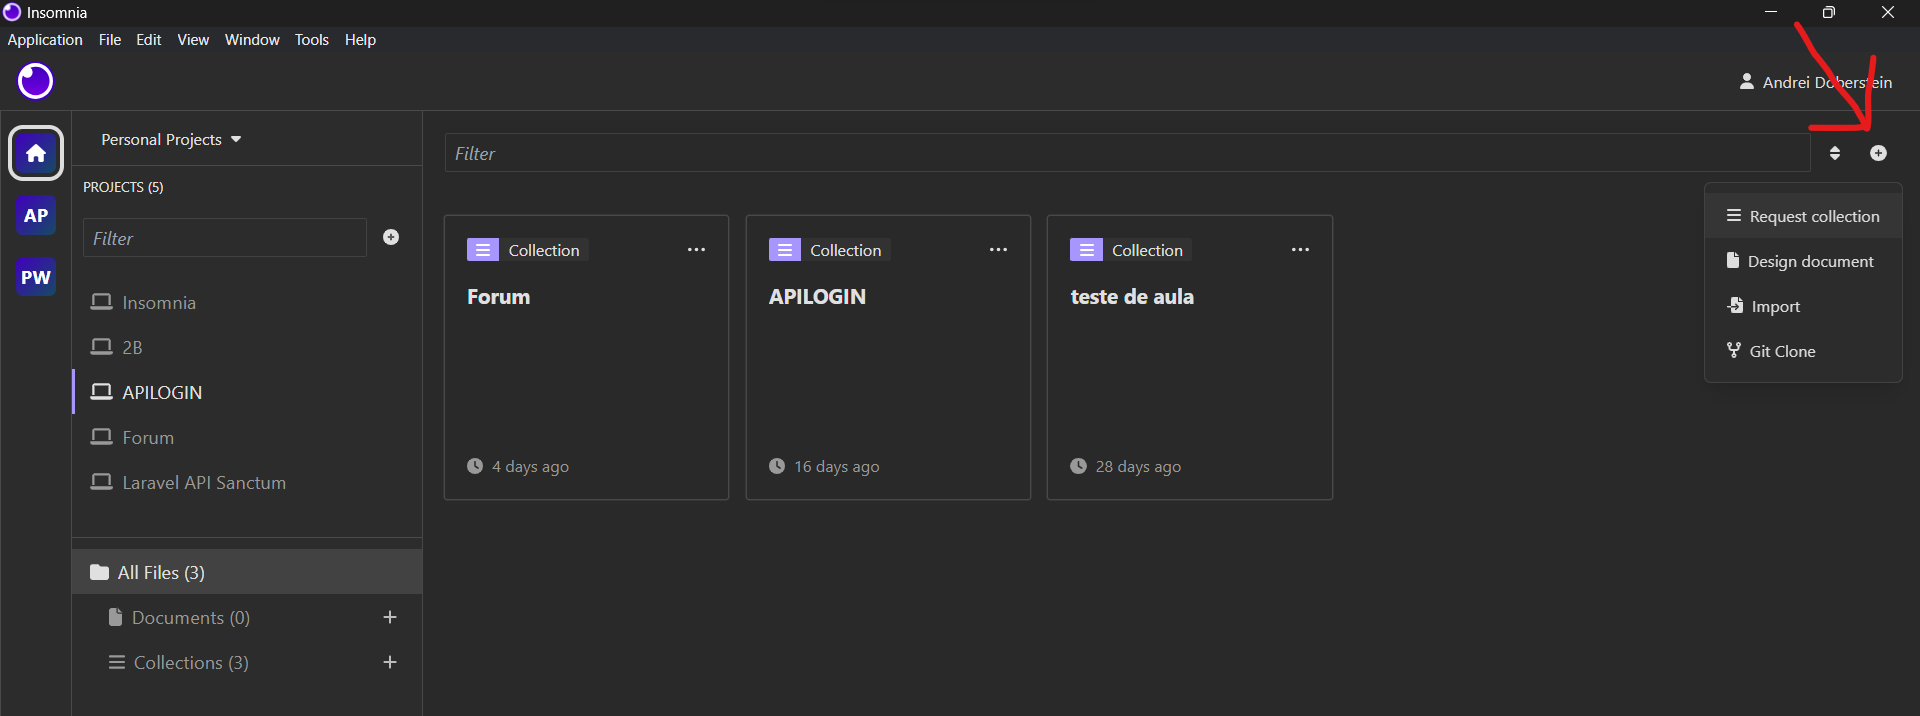 Insomnia
Application File Edit View Window Tools Help
Andrei Doberstein
Personal Projects
PROJECTS (5)
Filter
Insomnia
2B
APILOGIN
Forum
Laravel API Sanctum
All Files (3)
Documents (0)
Collections (3)
AP
PW
Filter
Collection
Forum
4 days ago
Collection
APILOGIN
16 days ago
Collection
teste de aula
28 days ago
Request collection
Design document
Import
Git Clone